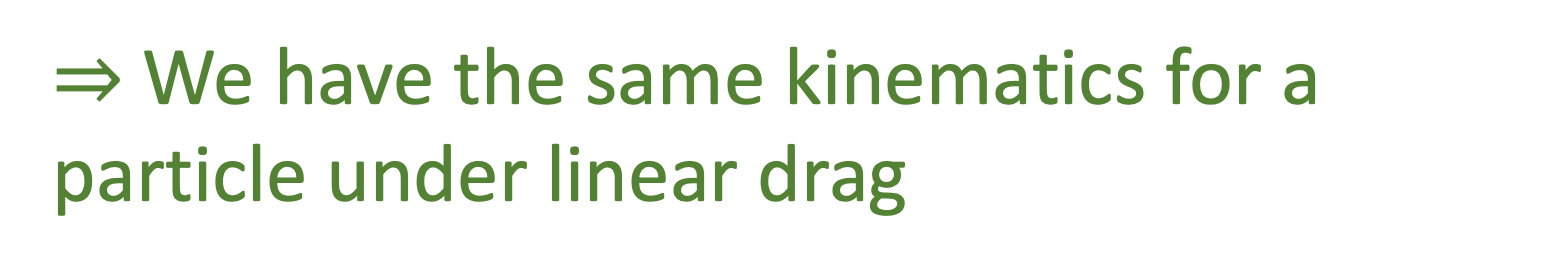 ⇒ We have the same kinematics for a
particle under linear drag